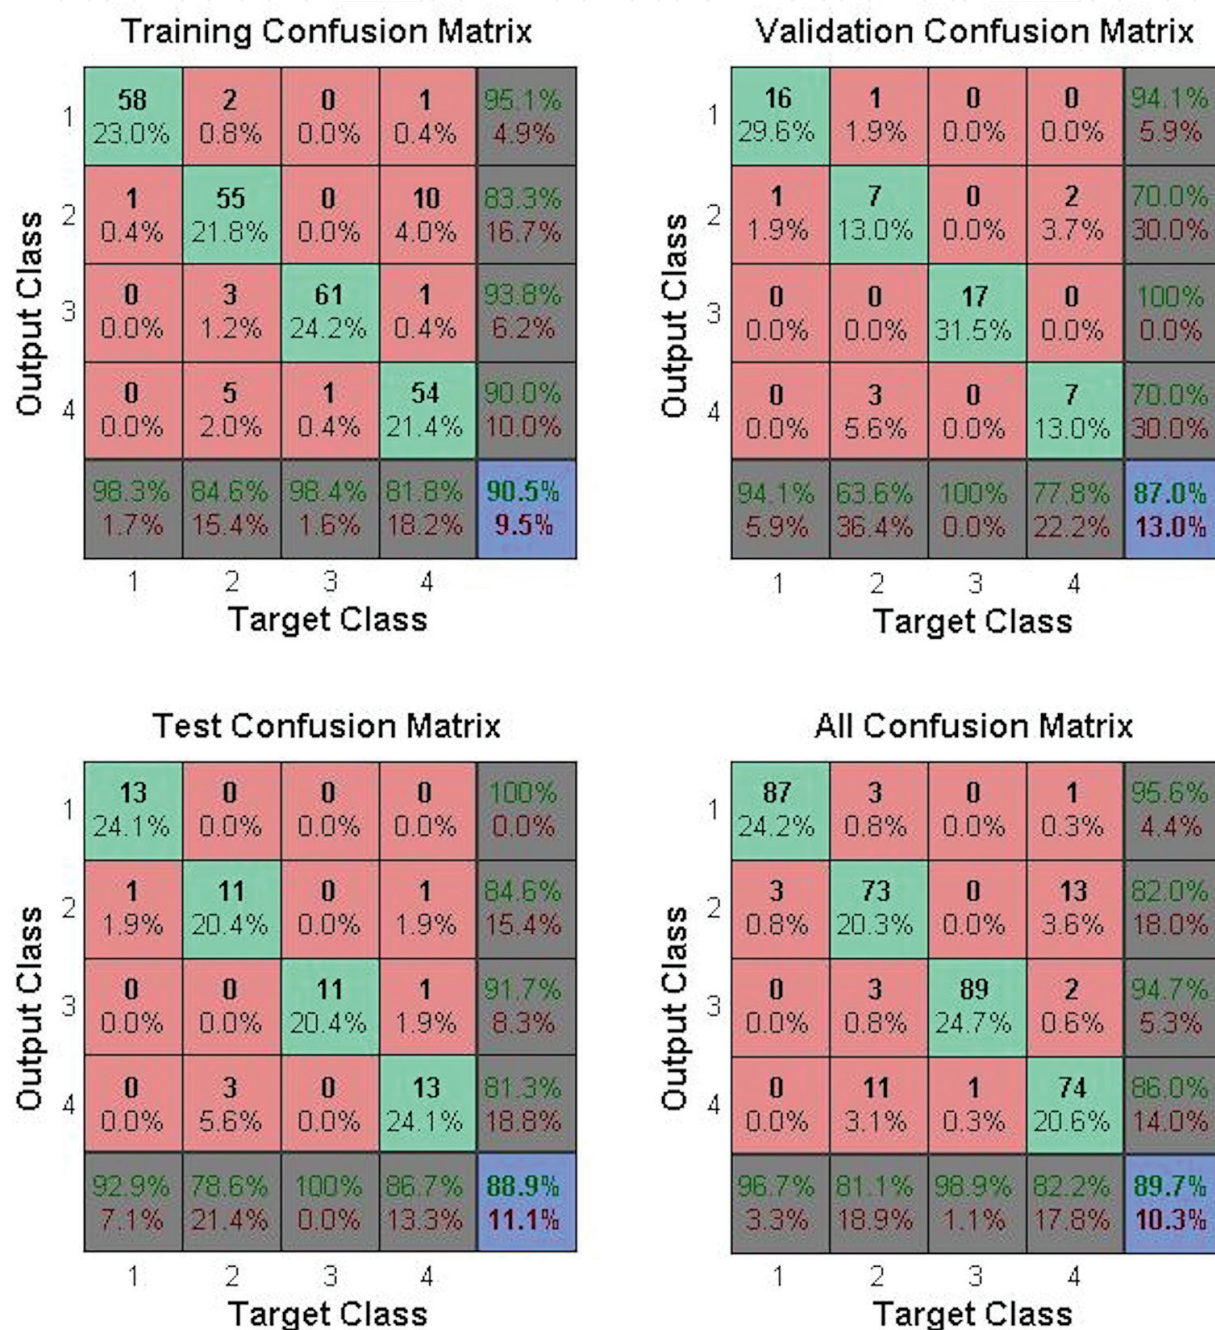 Training Confusion Matrix
Output Class
1
58 2 0 1 95.1%
23.0% 0.8% 0.0% 0.4% 4.9%
2
1 55 0 10 83.3%
0.4% 21.8% 0.0% 4.0% 16.7%
3
0 3 61 1 93.8%
0.0% 1.2% 24.2% 0.4% 6.2%
4
0 5 1 54 90.0%
0.0% 2.0% 0.4% 21.4% 10.0%
98.3% 84.6% 98.4% 81.8% 90.5%
1.7% 15.4% 1.6% 18.2% 9.5%
1 2 3 4
Target Class
Validation Confusion Matrix
Output Class
1
16 1 0 0 94.1%
29.6% 1.9% 0.0% 0.0% 5.9%
2
1 7 0 2 70.0%
1.9% 13.0% 0.0% 3.7% 30.0%
3
0 0 17 0 100%
0.0% 0.0% 31.5% 0.0% 0.0%
4
0 3 0 7 70.0%
0.0% 5.6% 0.0% 13.0% 30.0%
94.1% 63.6% 100% 77.8% 87.0%
5.9% 36.4% 0.0% 22.2% 13.0%
1 2 3 4
Target Class
Test Confusion Matrix
Output Class
1
13 0 0 0 100%
24.1% 0.0% 0.0% 0.0% 0.0%
2
1 11 0 1 84.6%
1.9% 20.4% 0.0% 1.9% 15.4%
3
0 0 11 1 91.7%
0.0% 0.0% 20.4% 1.9% 8.3%
4
0 3 0 13 81.3%
0.0% 5.6% 0.0% 24.1% 18.8%
92.9% 78.6% 100% 86.7% 88.9%
7.1% 21.4% 0.0% 13.3% 11.1%
1 2 3 4
Target Class
All Confusion Matrix
Output Class
1
87 3 0 1 95.6%
24.2% 0.8% 0.0% 0.3% 4.4%
2
3 73 0 13 82.0%
0.8% 20.3% 0.0% 3.6% 18.0%
3
0 3 89 2 94.7%
0.0% 0.8% 24.7% 0.6% 5.3%
4
0 11 1 74 86.0%
0.0% 3.1% 0.3% 20.6% 14.0%
96.7% 81.1% 98.9% 82.2% 89.7%
3.3% 18.9% 1.1% 17.8% 10.3%
1 2 3 4
Target Class